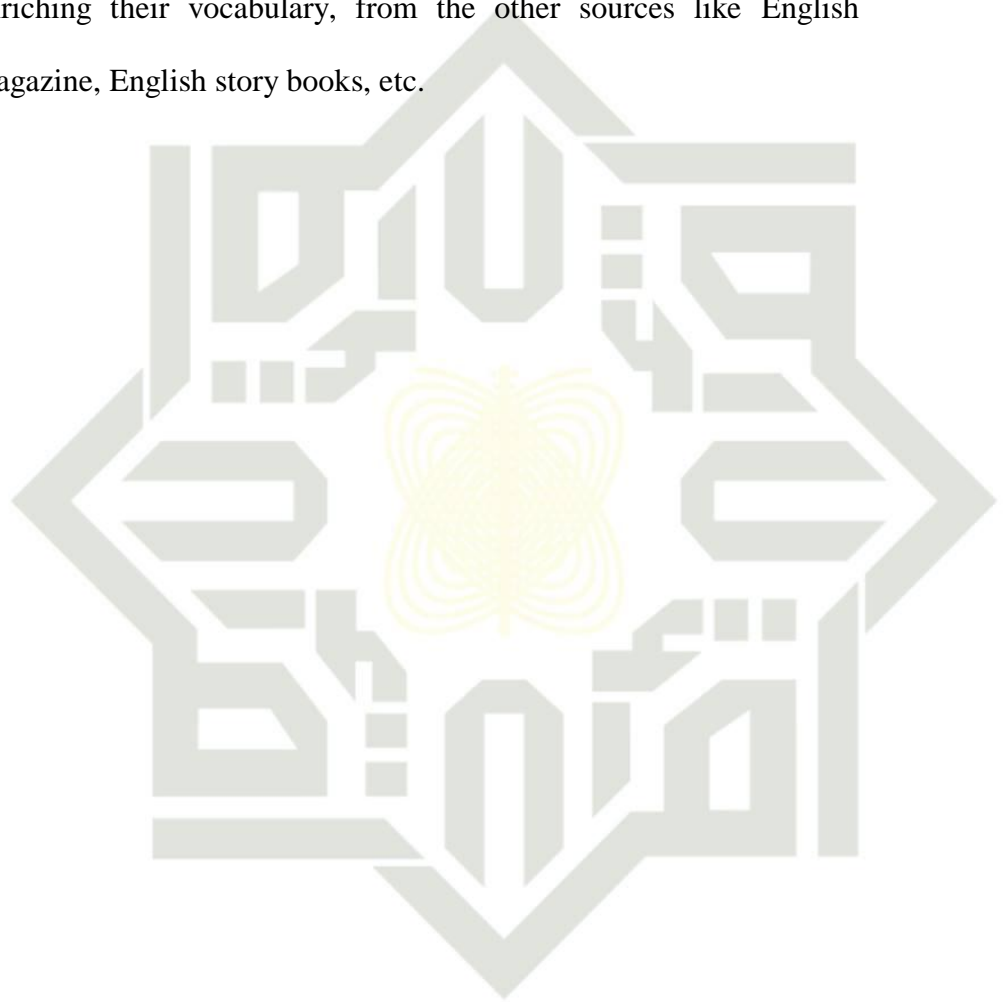 riching their vocabulary, from the other sources like English
agazine, English story books, etc.